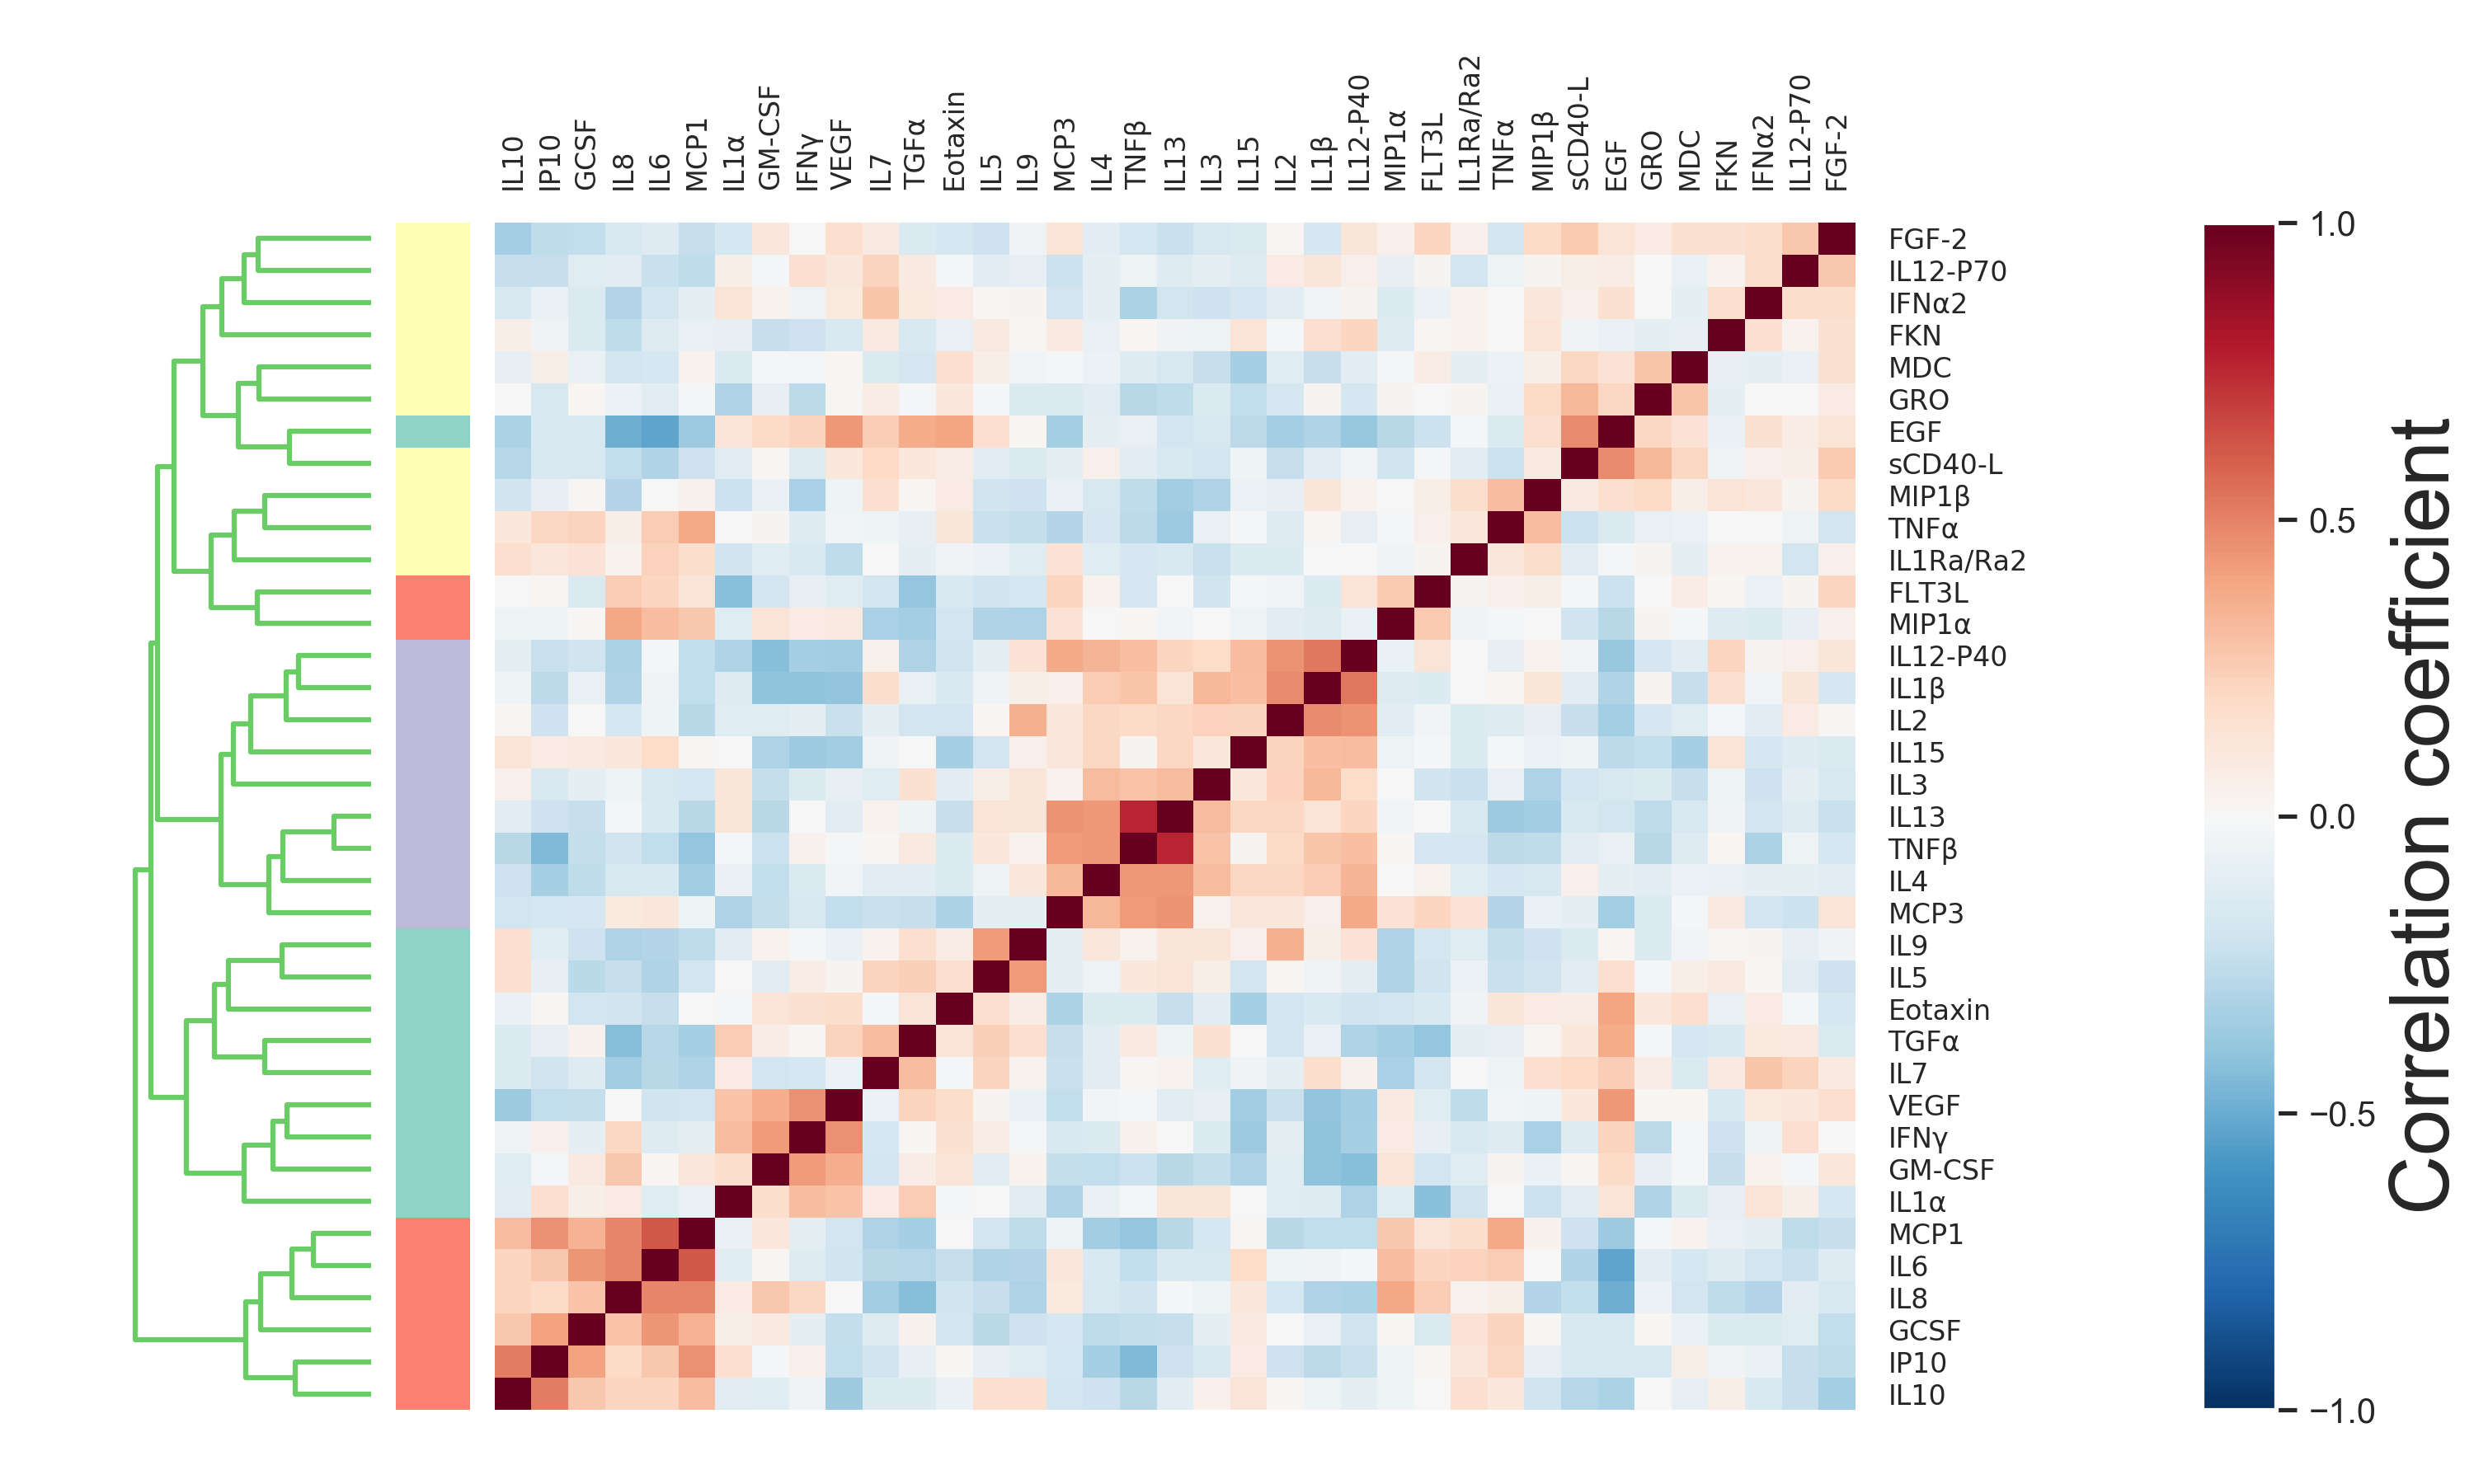 IL10
IP10
GCSF
IL8
IL6
MCP1
IL1α
GM-CSF
IFNγ
VEGF
IL7
TGFα
Eotaxin
IL5
IL9
MCP3
IL4
TNFβ
IL13
IL3
IL15
IL2
IL1β
IL12-P40
MIP1α
FLT3L
IL1Ra/Ra2
TNFα
MIP1β
sCD40-L
EGF
GRO
MDC
FKN
IFNα2
IL12-P70
FGF-2
FGF-2
IL12-P70
IFNα2
FKN
MDC
GRO
EGF
sCD40-L
MIP1β
TNFα
IL1Ra/Ra2
FLT3L
MIP1α
IL12-P40
IL1β
IL2
IL15
IL3
IL13
TNFβ
IL4
MCP3
IL9
IL5
Eotaxin
TGFα
IL7
VEGF
IFNγ
GM-CSF
IL1α
MCP1
IL6
IL8
GCSF
IP10
IL10
1.0
0.5
0.0
−0.5
−1.0
Correlation coefficient